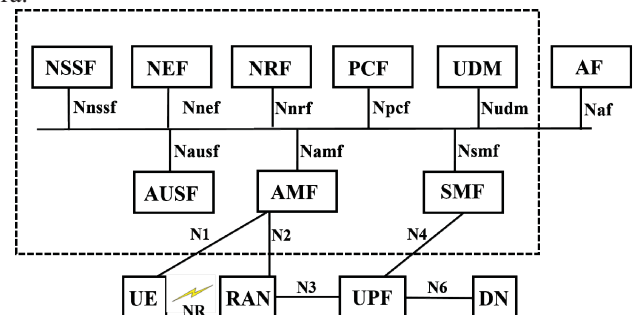 NSSF NEF NRF PCF UDM AF
Nnssf Nnef Nnrf Npcf Nudm Naf
Nausf Namf Nsmf
AUSF AMF SMF
N1 N2 N4
N3 N6
UE RAN UPF DN
NR